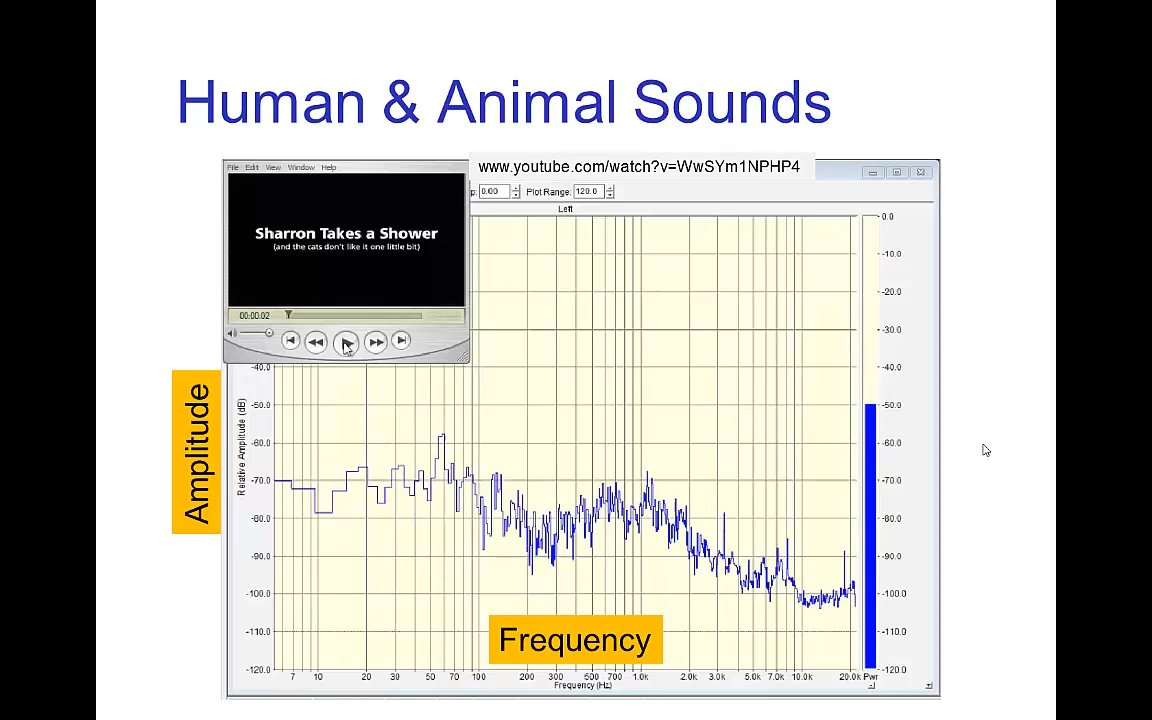 Human & Animal Sounds
File Edit View Window Help
www.youtube.com/watch?v=WwSYm1NPHP4
p: 0.00 Plot Range: 120.0
Left
Sharron Takes a Shower
(and the cats don't like it one little bit)
00:00:02
0.0
-10.0
-20.0
-30.0
-40.0 -40.0
-50.0 -50.0
-60.0 -60.0
-70.0 -70.0
-80.0 -80.0
-90.0 -90.0
-100.0 -100.0
-110.0 -110.0
-120.0 -120.0
Amplitude
Relative Amplitude (dB)
Frequency
7 10 20 30 50 70 100 200 300 500 1.0k 2.0k 3.0k 5.0k 7.0k 10.0k 20.0k Pwr
Frequency (Hz)